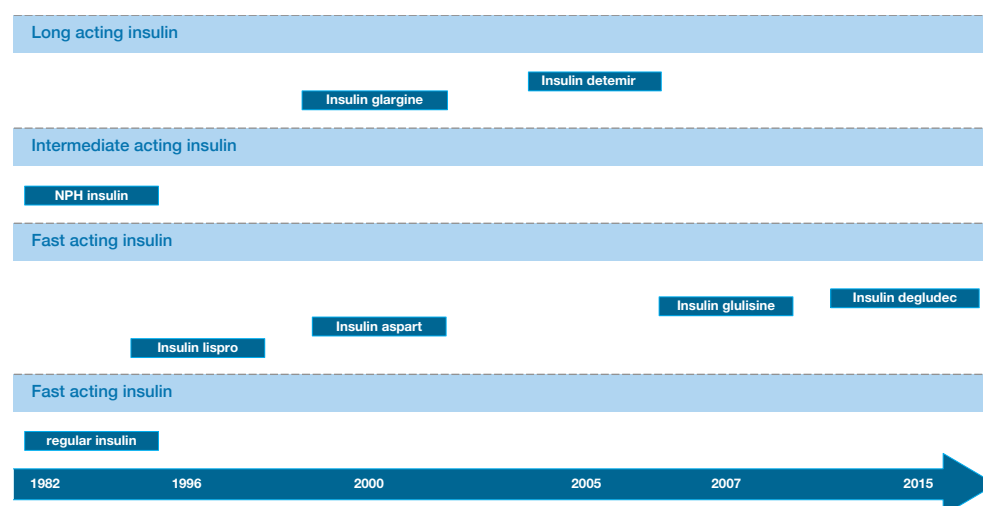 Long acting insulin
Insulin detemir
Insulin glargine
Intermediate acting insulin
NPH insulin
Fast acting insulin
Insulin degludec
Insulin glulisine
Insulin aspart
Insulin lispro
Fast acting insulin
regular insulin
1982 1996 2000 2005 2007 2015